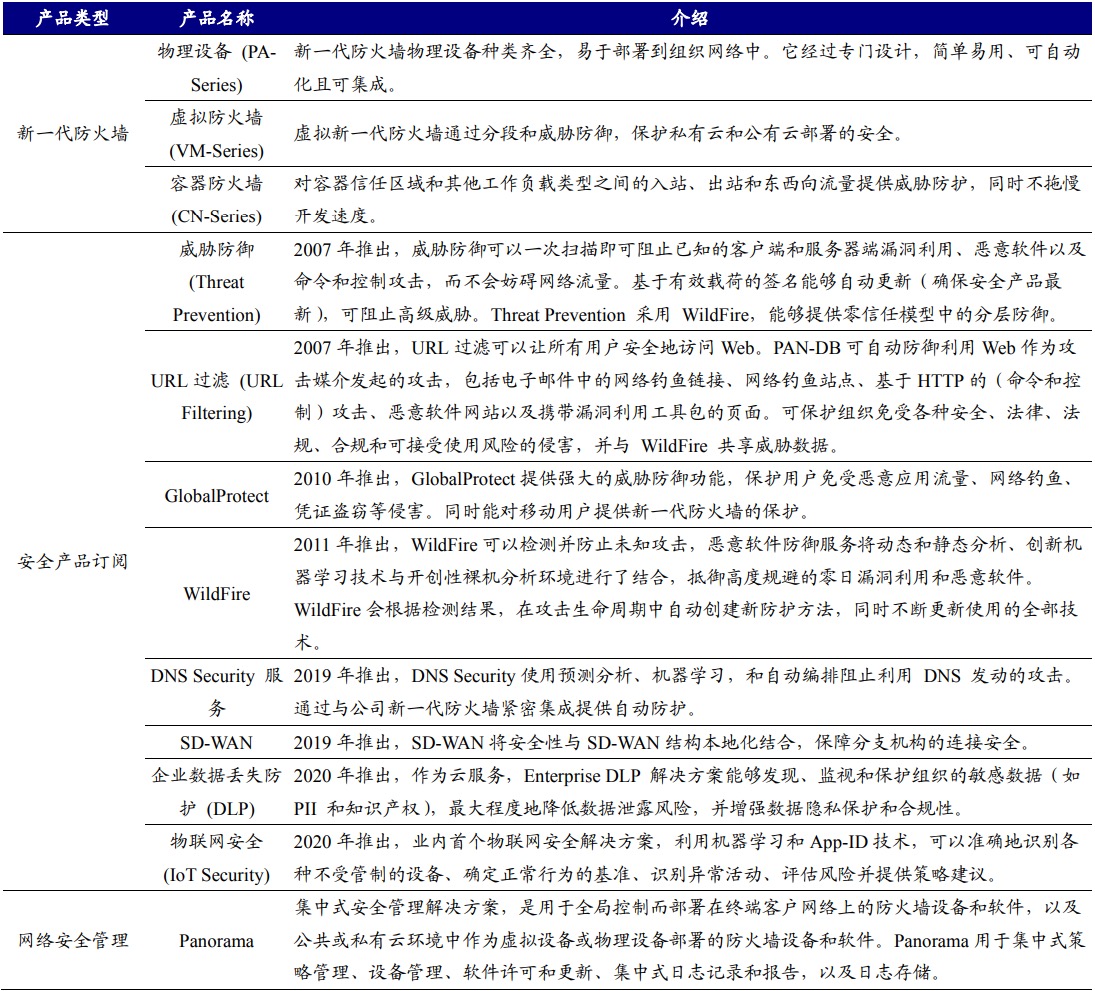 产品类型 产品名称 介绍
新一代防火墙
物理设备 (PA-
Series)
新一代防火墙物理设备种类齐全，易于部署到组织网络中。它经过专门设计，简单易用、可自动
化且可集成。
虚拟防火墙
(VM-Series)
虚拟新一代防火墙通过分段和威胁防御，保护私有云和公有云部署的安全。
容器防火墙
(CN-Series)
对容器信任区域和其他工作负载类型之间的入站、出站和东西向流量提供威胁防护，同时不拖慢
开发速度。
安全产品订阅
威胁防御
(Threat
Prevention)
2007 年推出，威胁防御可以一次扫描即可阻止已知的客户端和服务器端漏洞利用、恶意软件以及
命令和控制攻击，而不会妨碍网络流量。基于有效载荷的签名能够自动更新（确保安全产品最
新），可阻止高级威胁。Threat Prevention 采用 WildFire，能够提供零信任模型中的分层防御。
URL 过滤 (URL
Filtering)
2007 年推出，URL 过滤可以让所有用户安全地访问 Web。PAN-DB 可自动防御利用 Web 作为攻
击媒介发起的攻击，包括电子邮件中的网络钓鱼链接、网络钓鱼站点、基于 HTTP 的（命令和控
制）攻击、恶意软件网站以及携带漏洞利用工具包的页面。可保护组织免受各种安全、法律、法
规、合规和可接受使用风险的侵害，并与 WildFire 共享威胁数据。
GlobalProtect
2010 年推出，GlobalProtect 提供强大的威胁防御功能，保护用户免受恶意应用流量、网络钓鱼、
凭证盗窃等侵害。同时能对移动用户提供新一代防火墙的保护。
WildFire
2011 年推出，WildFire 可以检测并防止未知攻击，恶意软件防御服务将动态和静态分析、创新机
器学习技术与开创性裸机分析环境进行了结合，抵御高度规避的零日漏洞利用和恶意软件。
WildFire 会根据检测结果，在攻击生命周期中自动创建新防护方法，同时不断更新使用的全部技
术。
DNS Security 服
务
2019 年推出，DNS Security 使用预测分析、机器学习，和自动编排阻止利用 DNS 发动的攻击。
通过与公司新一代防火墙紧密集成提供自动防护。
SD-WAN
2019 年推出，SD-WAN 将安全性与 SD-WAN 结构本地化结合，保障分支机构的连接安全。
企业数据丢失防
护 (DLP)
2020 年推出，作为云服务，Enterprise DLP 解决方案能够发现、监视和保护组织的敏感数据（如
PII 和知识产权），最大程度地降低数据泄露风险，并增强数据隐私保护和合规性。
物联网安全
(IoT Security)
2020 年推出，业内首个物联网安全解决方案，利用机器学习和 App-ID 技术，可以准确地识别各
种不受管制的设备、确定正常行为的基准、识别异常活动、评估风险并提供策略建议。
网络安全管理
Panorama
集中式安全管理解决方案，是用于全局控制而部署在终端客户网络上的防火墙设备和软件，以及
公共或私有云环境中作为虚拟设备或物理设备部署的防火墙设备和软件。Panorama 用于集中式策
略管理、设备管理、软件许可和更新、集中式日志记录和报告，以及日志存储。